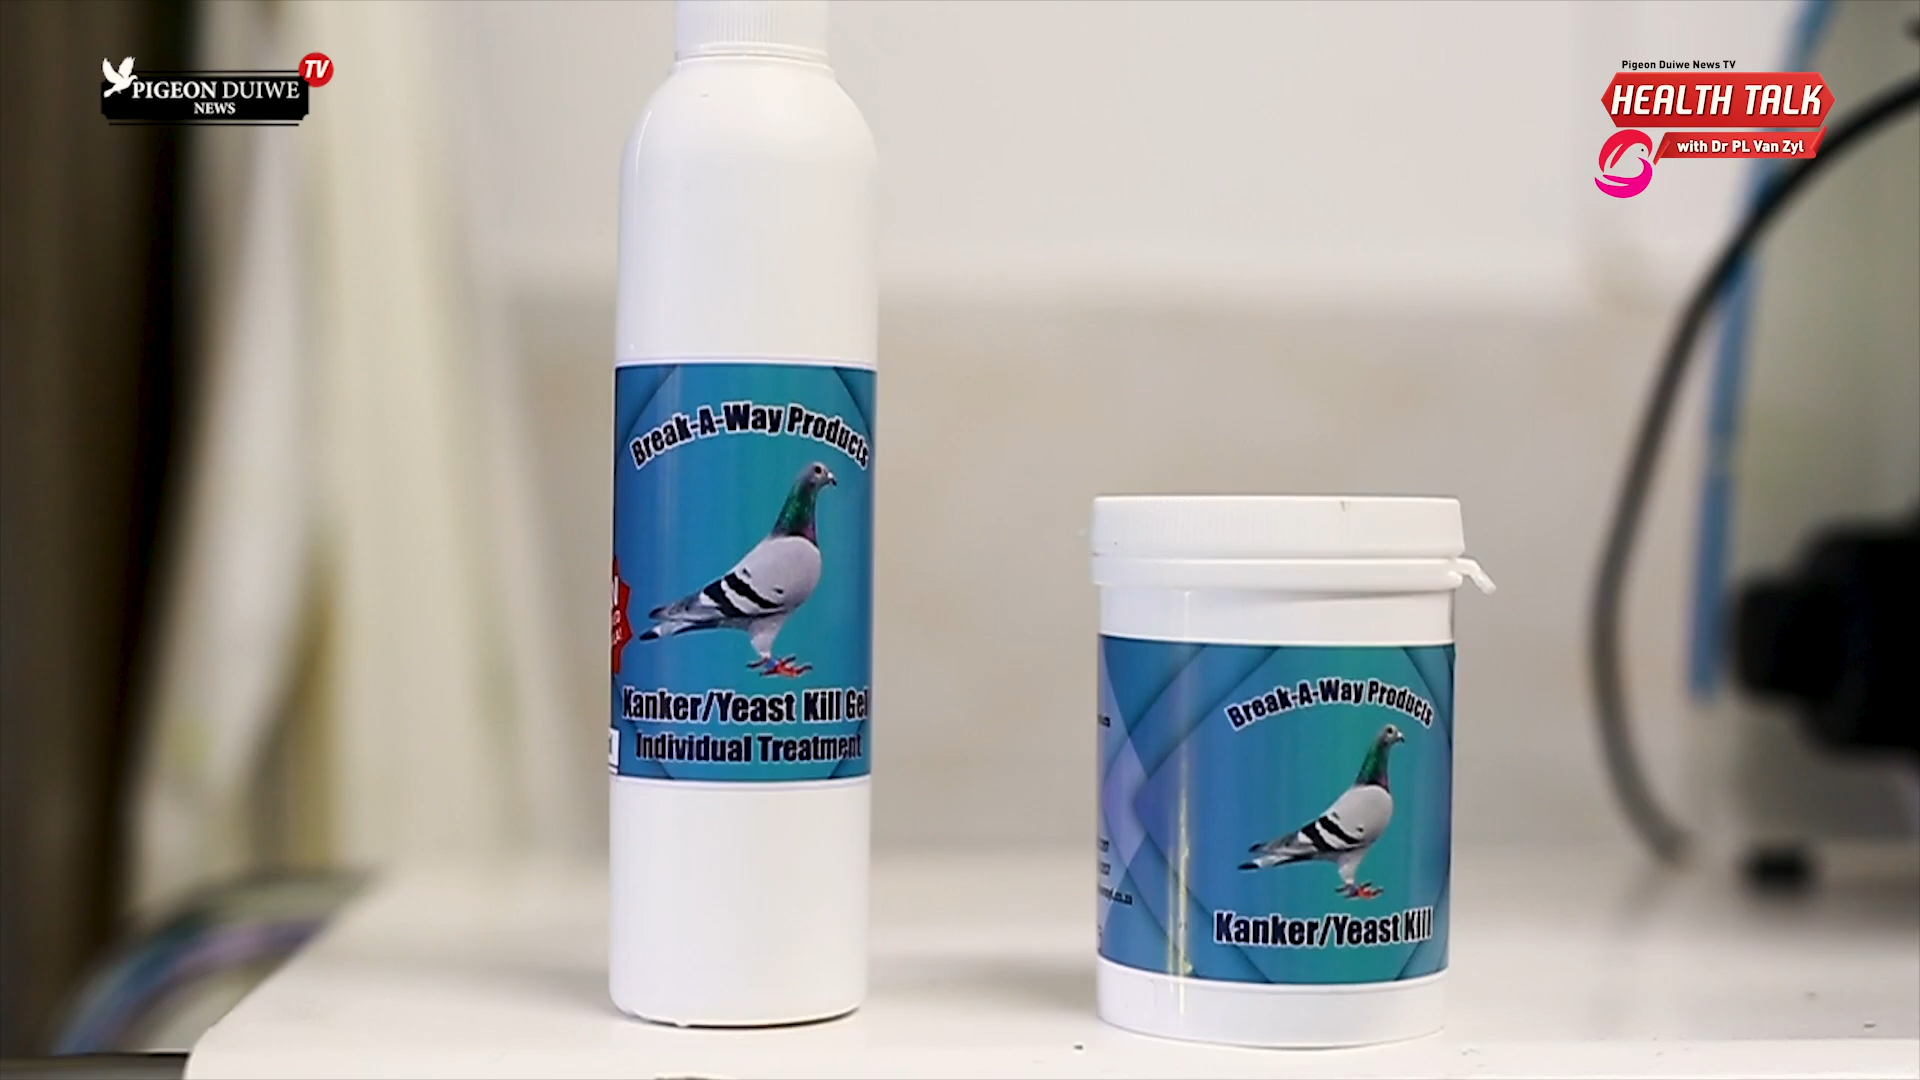 PIGEON DUIWE
NEWS
TV
Pigeon Duiwe News TV
HEALTH TALK
with Dr PL Van Zyl
Break-A-Way Products
Kanker/Yeast Kill Gel
Individual Treatment
Break-A-Way Products
Kanker/Yeast Kill